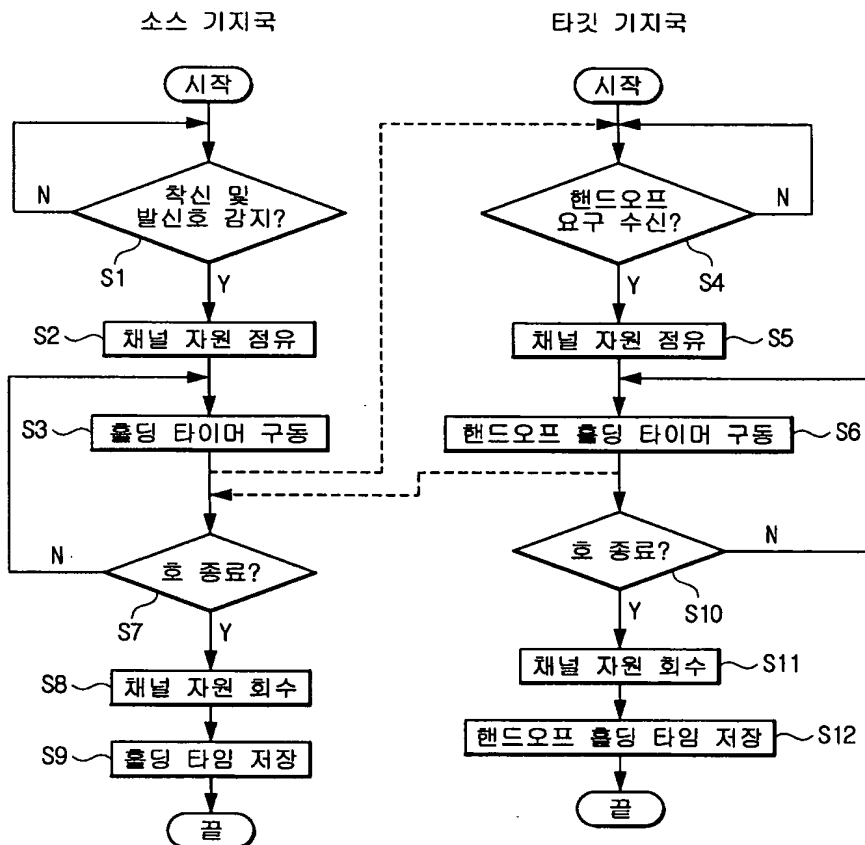 소스 기지국
타깃 기지국
시작
N
착신 및
발신호 감지?
S1
Y
S2
채널 자원 점유
S3
홀딩 타이머 구동
N
호 종료?
S7
Y
S8
채널 자원 회수
S9
홀딩 타임 저장
끝
시작
핸드오프
요구 수신?
N
S4
Y
채널 자원 점유
S5
핸드오프 홀딩 타이머 구동
S6
호 종료?
N
S10
Y
채널 자원 회수
S11
핸드오프 홀딩 타임 저장
S12
끝